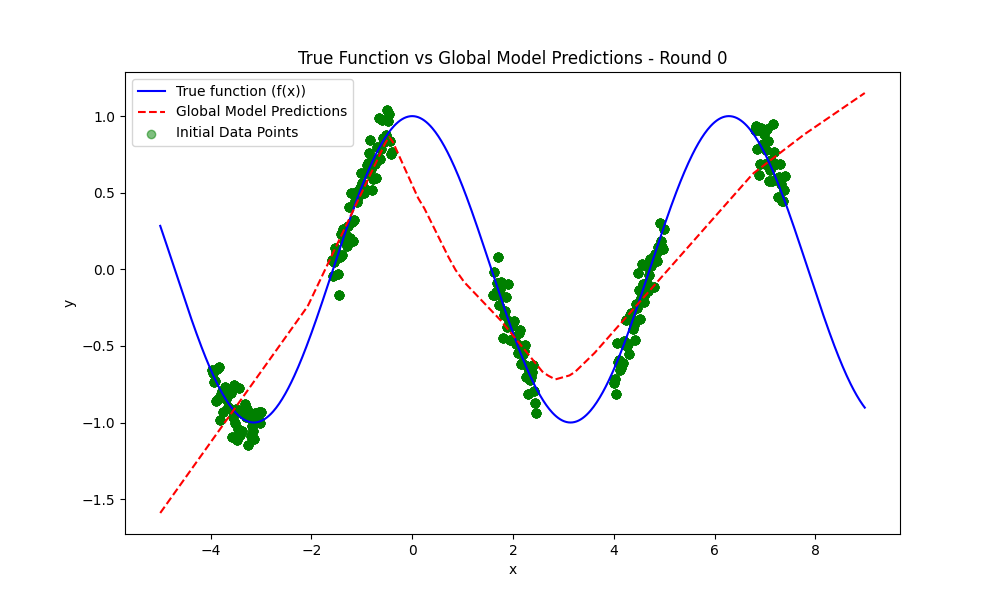 True Function vs Global Model Predictions - Round 0
True function (f(x))
Global Model Predictions
Initial Data Points
1.0
0.5
0.0
−0.5
−1.0
−1.5
y
−4
−2
0
2
4
6
8
x